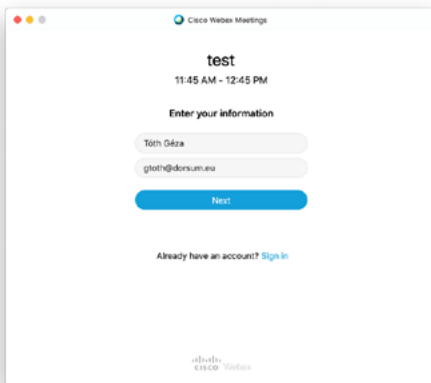 Cisco Webex Meetings
test
11:45 AM - 12:45 PM
Enter your information
Tóth Géza
gtoth@dorsum.eu
Next
Already have an account? Sign in
CISCO Webex